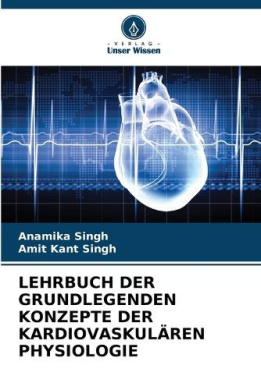 - VERLAG -
Unser Wissen
Anamika Singh
Amit Kant Singh
LEHRBUCH DER
GRUNDLEGENDEN
KONZEPTE DER
KARDIOVASKULÄREN
PHYSIOLOGIE